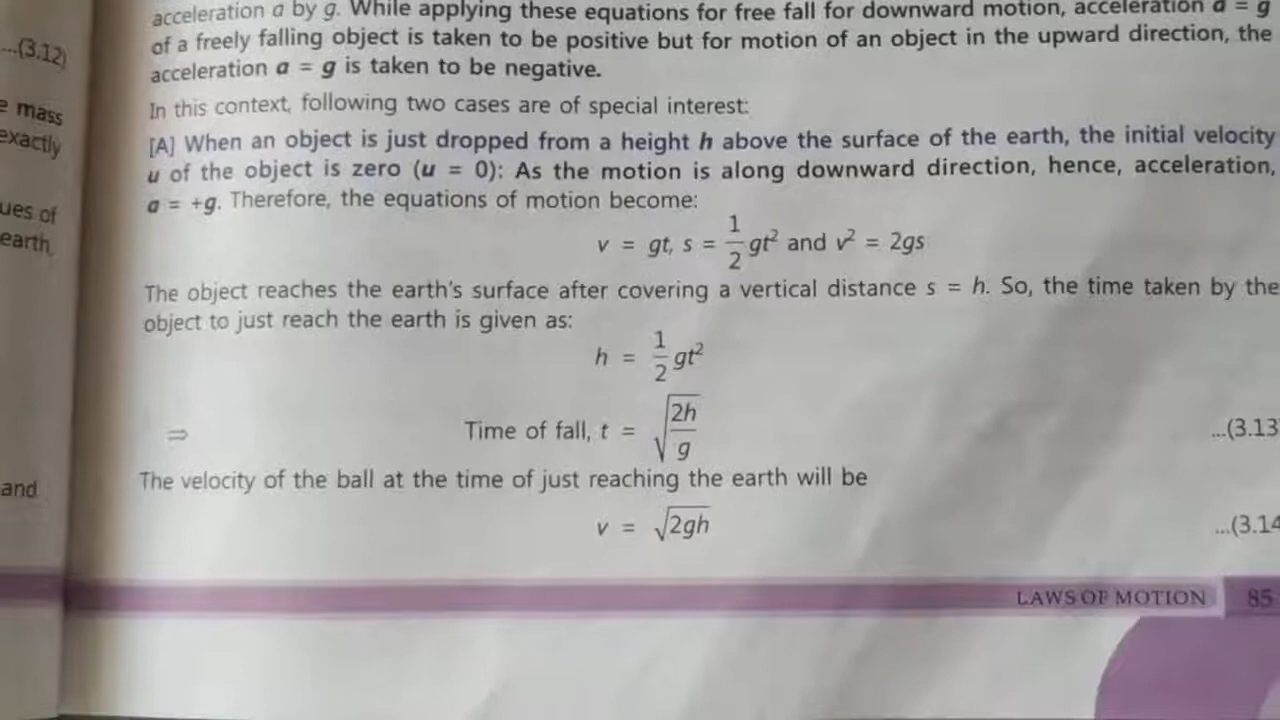 acceleration a by g. While applying these equations for free fall for downward motion, acceleration a = g
of a freely falling object is taken to be positive but for motion of an object in the upward direction, the
acceleration a = g is taken to be negative.
In this context, following two cases are of special interest:
[A] When an object is just dropped from a height h above the surface of the earth, the initial velocity
u of the object is zero (u = 0): As the motion is along downward direction, hence, acceleration,
a = +g. Therefore, the equations of motion become:
v = gt, s = 1/2 gt² and v² = 2gs
The object reaches the earth's surface after covering a vertical distance s = h. So, the time taken by the
object to just reach the earth is given as:
h = 1/2 gt²
⇒ Time of fall, t = √(2h/g) ...(3.13
The velocity of the ball at the time of just reaching the earth will be
v = √2gh ...(3.14
LAWS OF MOTION 85
...(3.12)
mass
exactly
ues of
earth,
and